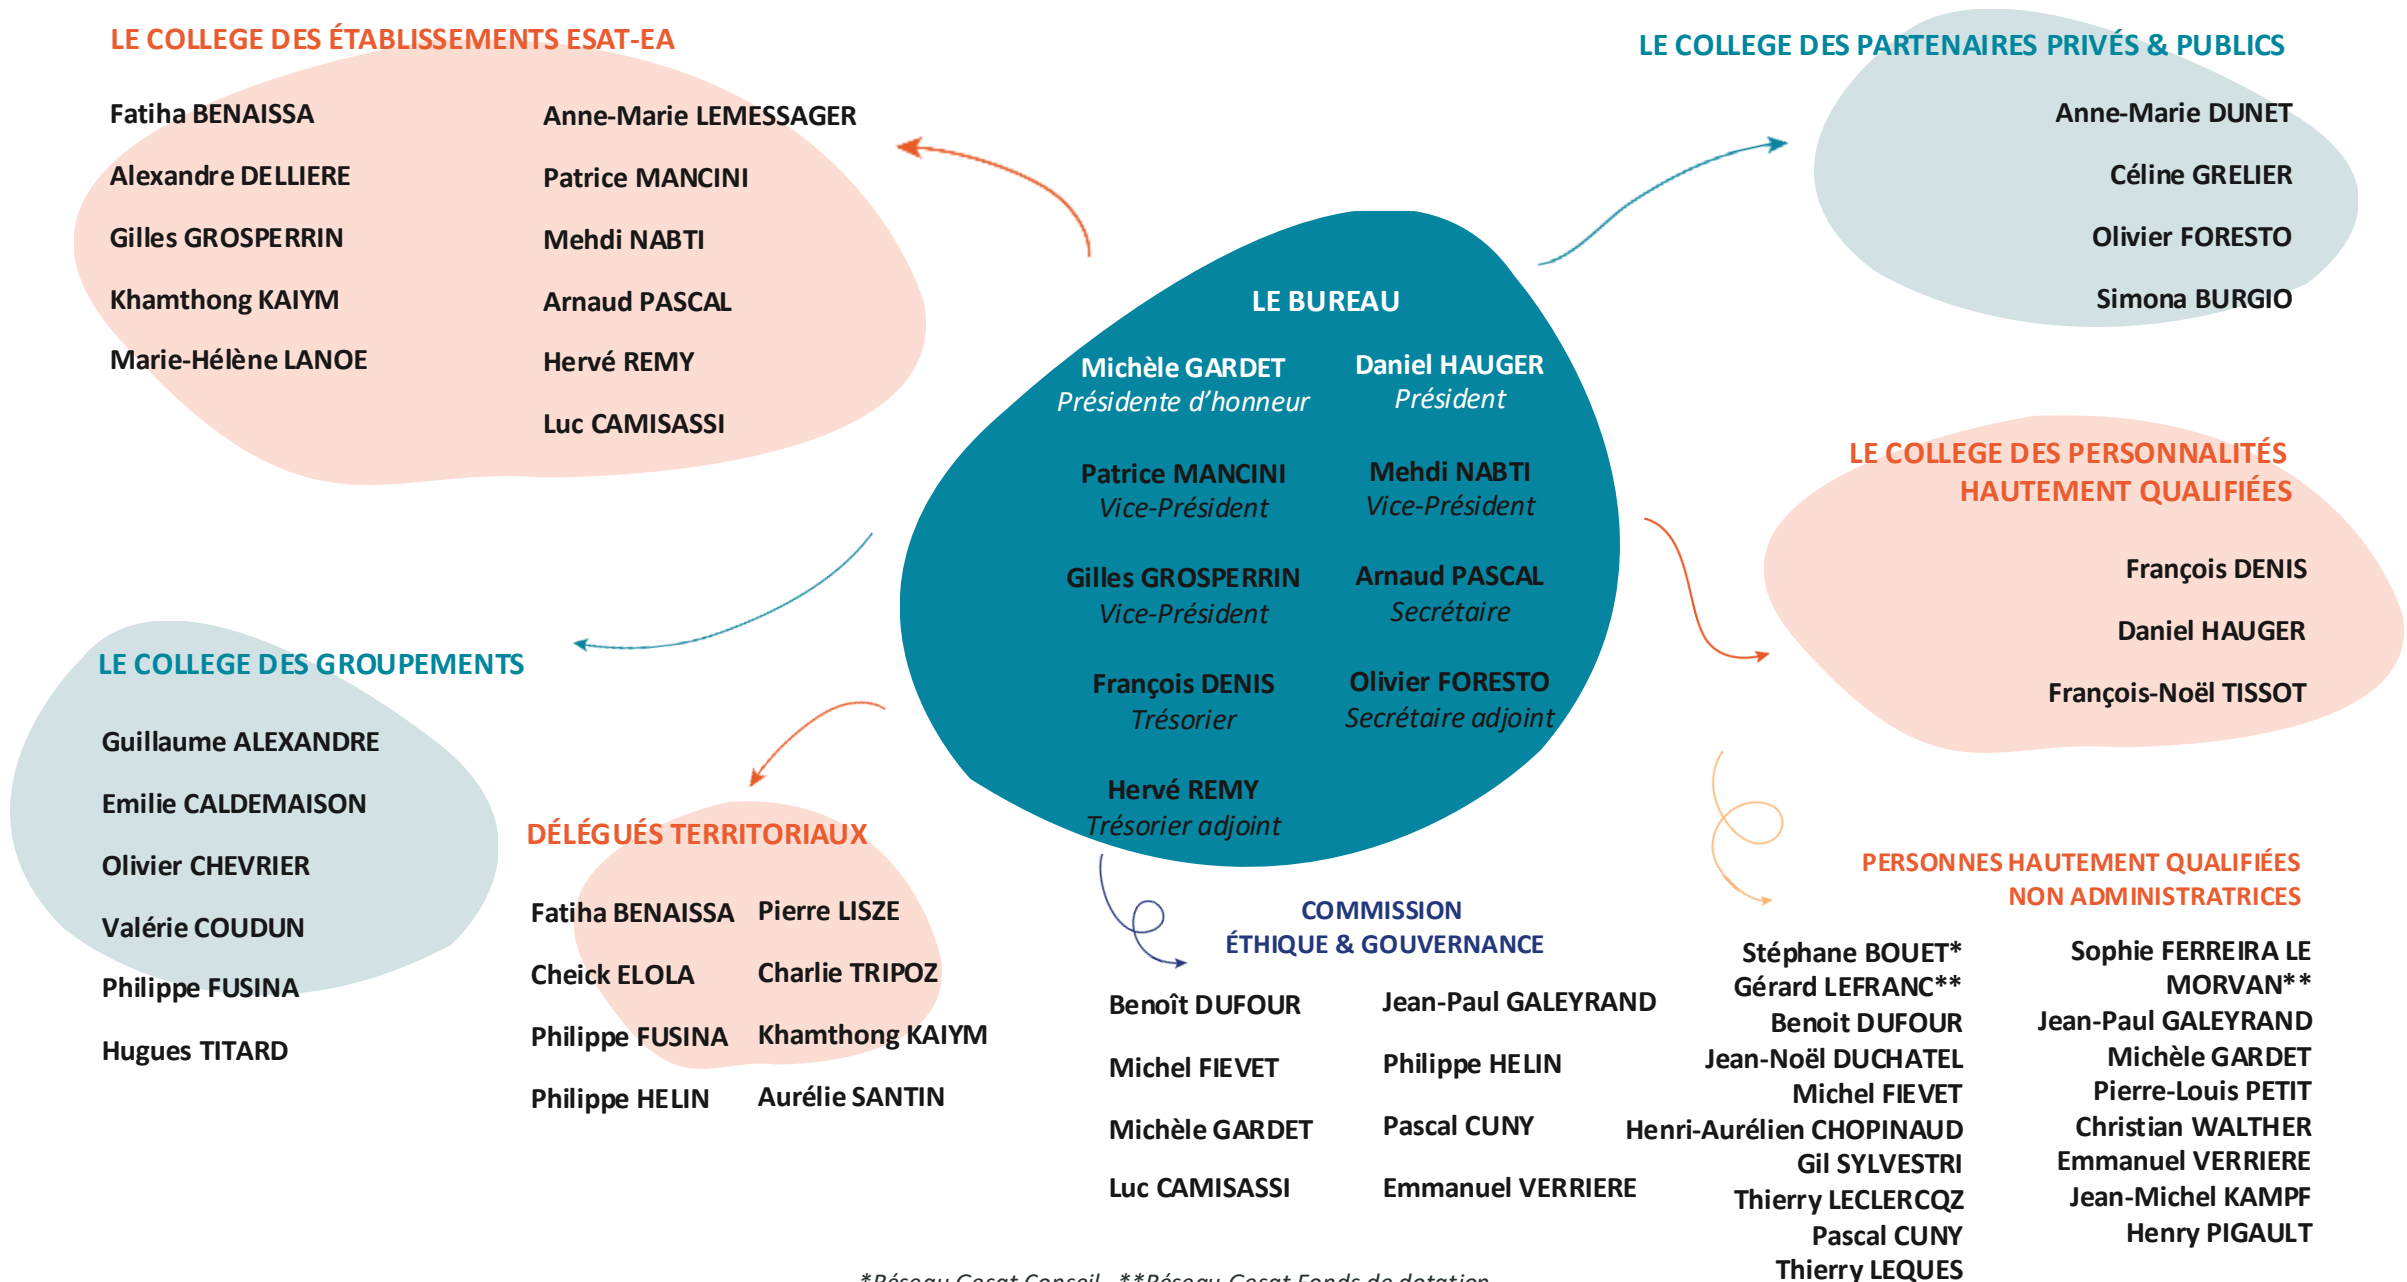 LE COLLEGE DES ÉTABLISSEMENTS ESAT-EA
Fatiha BENAISSA
Alexandre DELLIERE
Gilles GROSPERRIN
Khamthong KAIYM
Marie-Hélène LANOE
Anne-Marie LEMESSAGER
Patrice MANCINI
Mehdi NABTI
Arnaud PASCAL
Hervé REMY
Luc CAMISASSI
LE COLLEGE DES PARTENAIRES PRIVÉS & PUBLICS
Anne-Marie DUNET
Céline GRELIER
Olivier FORESTO
Simona BURGIO
LE BUREAU
Michèle GARDET
Présidente d’honneur
Daniel HAUGER
Président
Patrice MANCINI
Vice-Président
Mehdi NABTI
Vice-Président
Gilles GROSPERRIN
Vice-Président
Arnaud PASCAL
Secrétaire
François DENIS
Trésorier
Olivier FORESTO
Secrétaire adjoint
Hervé REMY
Trésorier adjoint
LE COLLEGE DES PERSONNALITÉS
HAUTEMENT QUALIFIÉES
François DENIS
Daniel HAUGER
François-Noël TISSOT
LE COLLEGE DES GROUPEMENTS
Guillaume ALEXANDRE
Emilie CALDEMAISON
Olivier CHEVRIER
Valérie COUDUN
Philippe FUSINA
Hugues TITARD
DÉLÉGUÉS TERRITORIAUX
Fatiha BENAISSA
Cheick ELOLA
Philippe FUSINA
Philippe HELIN
Pierre LISZE
Charlie TRIPOZ
Khamthong KAIYM
Aurélie SANTIN
COMMISSION
ÉTHIQUE & GOUVERNANCE
Benoît DUFOUR
Michel FIEVET
Michèle GARDET
Luc CAMISASSI
Jean-Paul GALEYRAND
Philippe HELIN
Pascal CUNY
Emmanuel VERRIERE
PERSONNES HAUTEMENT QUALIFIÉES
NON ADMINISTRATRICES
Stéphane BOUET*
Gérard LEFRANC**
Benoit DUFOUR
Jean-Noël DUCHATEL
Michel FIEVET
Henri-Aurélien CHOPINAUD
Gil SYLVESTRI
Thierry LECLERCQZ
Pascal CUNY
Thierry LEQUES
Sophie FERREIRA LE
MORVAN**
Jean-Paul GALEYRAND
Michèle GARDET
Pierre-Louis PETIT
Christian WALTHER
Emmanuel VERRIERE
Jean-Michel KAMPF
Henry PIGAULT
*Réseau Gesat Conseil **Réseau Gesat Fonds de dotation